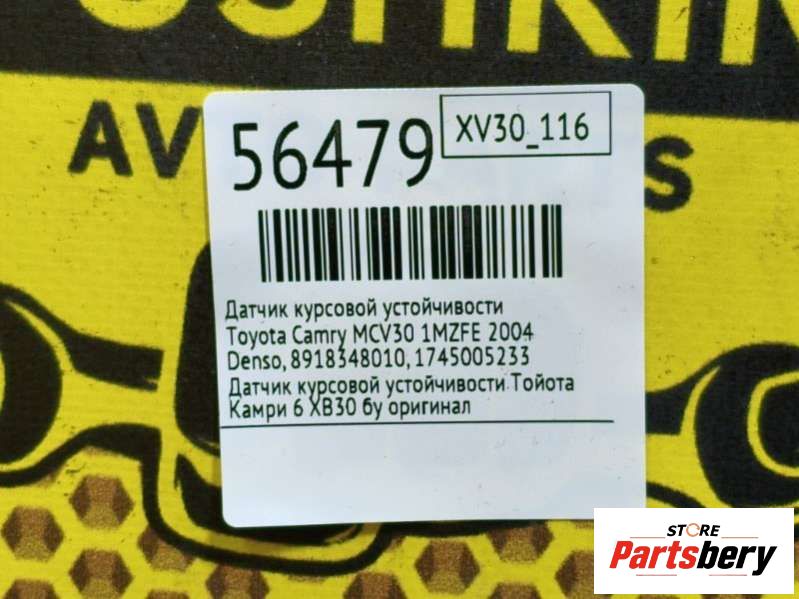 56479
XV30_116
Датчик курсовой устойчивости
Toyota Camry MCV30 1MZFE 2004
Denso, 8918348010, 1745005233
Датчик курсовой устойчивости Тойота
Камри 6 ХВ30 бу оригинал
STORE
Partsbery